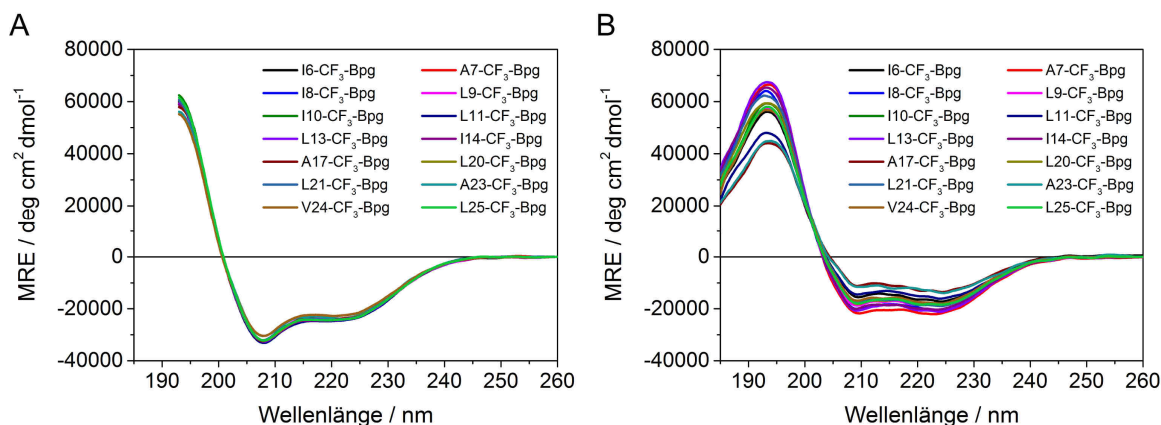 A
MRE / deg cm² dmol⁻¹
80000
60000
40000
20000
0
-20000
-40000
190 200 210 220 230 240 250 260
Wellenlänge / nm
I6-CF₃-Bpg A7-CF₃-Bpg
I8-CF₃-Bpg L9-CF₃-Bpg
I10-CF₃-Bpg L11-CF₃-Bpg
L13-CF₃-Bpg I14-CF₃-Bpg
A17-CF₃-Bpg L20-CF₃-Bpg
L21-CF₃-Bpg A23-CF₃-Bpg
V24-CF₃-Bpg L25-CF₃-Bpg
B
MRE / deg cm² dmol⁻¹
80000
60000
40000
20000
0
-20000
-40000
190 200 210 220 230 240 250 260
Wellenlänge / nm
I6-CF₃-Bpg A7-CF₃-Bpg
I8-CF₃-Bpg L9-CF₃-Bpg
I10-CF₃-Bpg L11-CF₃-Bpg
L13-CF₃-Bpg I14-CF₃-Bpg
A17-CF₃-Bpg L20-CF₃-Bpg
L21-CF₃-Bpg A23-CF₃-Bpg
V24-CF₃-Bpg L25-CF₃-Bpg